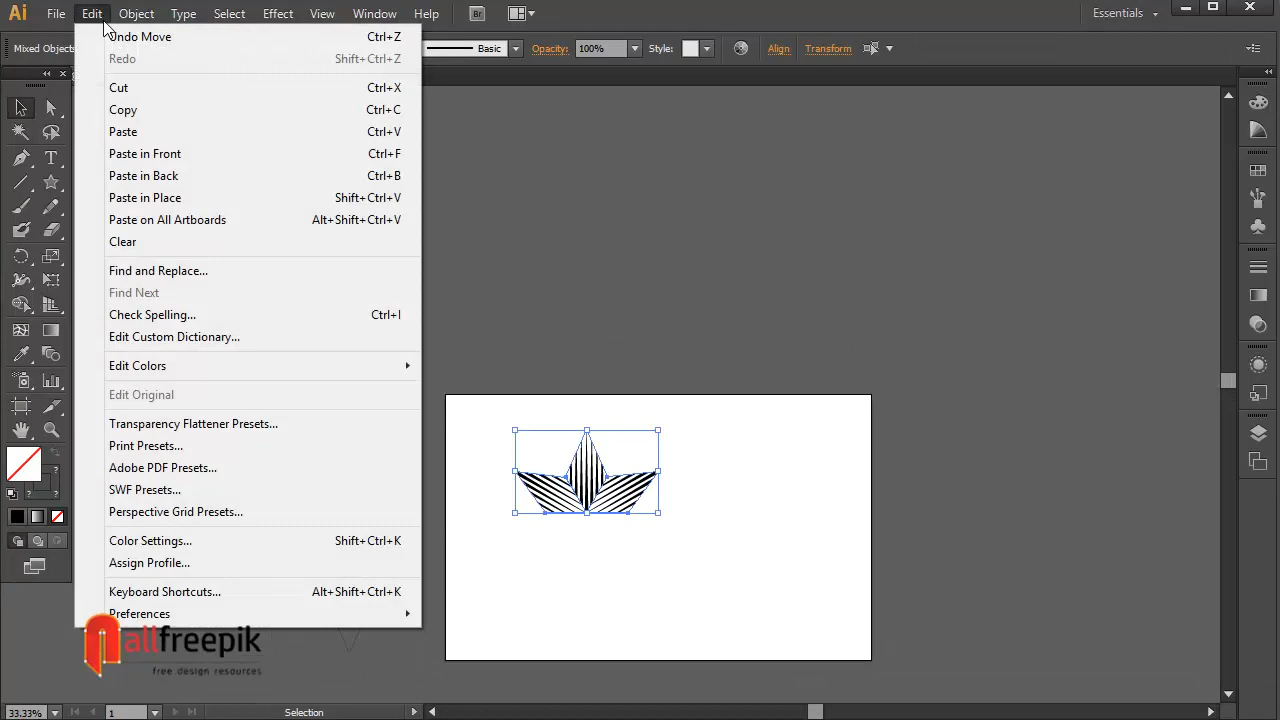 Ai File Edit Object Type Select Effect View Window Help Br Essentials
Mixed Objects Basic Opacity: 100% Style: Align Transform
Undo Move Ctrl+Z
Redo Shift+Ctrl+Z
Cut Ctrl+X
Copy Ctrl+C
Paste Ctrl+V
Paste in Front Ctrl+F
Paste in Back Ctrl+B
Paste in Place Shift+Ctrl+V
Paste on All Artboards Alt+Shift+Ctrl+V
Clear
Find and Replace...
Find Next
Check Spelling... Ctrl+I
Edit Custom Dictionary...
Edit Colors
Edit Original
Transparency Flattener Presets...
Print Presets...
Adobe PDF Presets...
SWF Presets...
Perspective Grid Presets...
Color Settings... Shift+Ctrl+K
Assign Profile...
Keyboard Shortcuts... Alt+Shift+Ctrl+K
Preferences
allfreepik
free design resources
33.33% 1 Selection